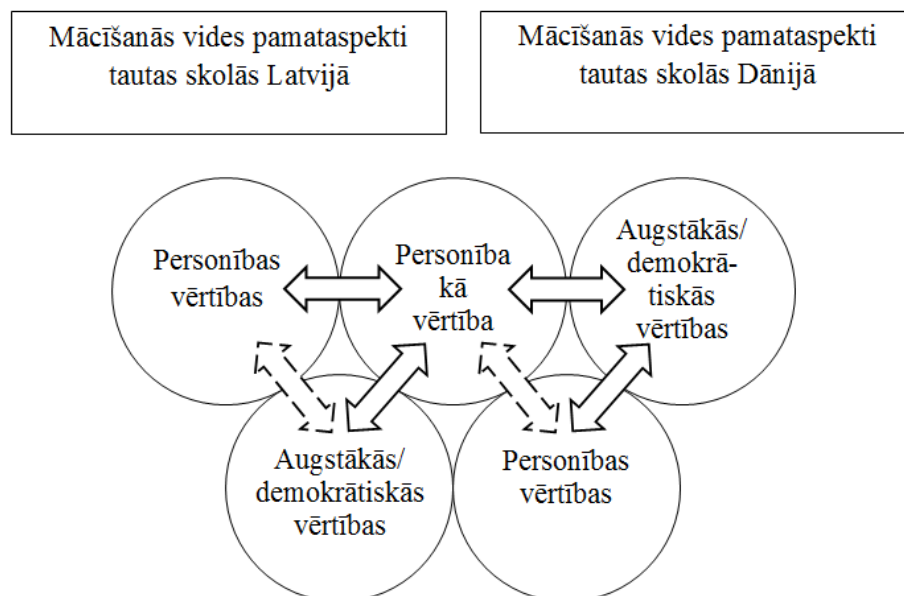 Mācīšanās vides pamataspekti
tautas skolās Latvijā
Mācīšanās vides pamataspekti
tautas skolās Dānijā
Personības
vērtības
Personība
kā
vērtība
Augstākās/
demokrā-
tiskās
vērtības
Augstākās/
demokrātiskās
vērtības
Personības
vērtības